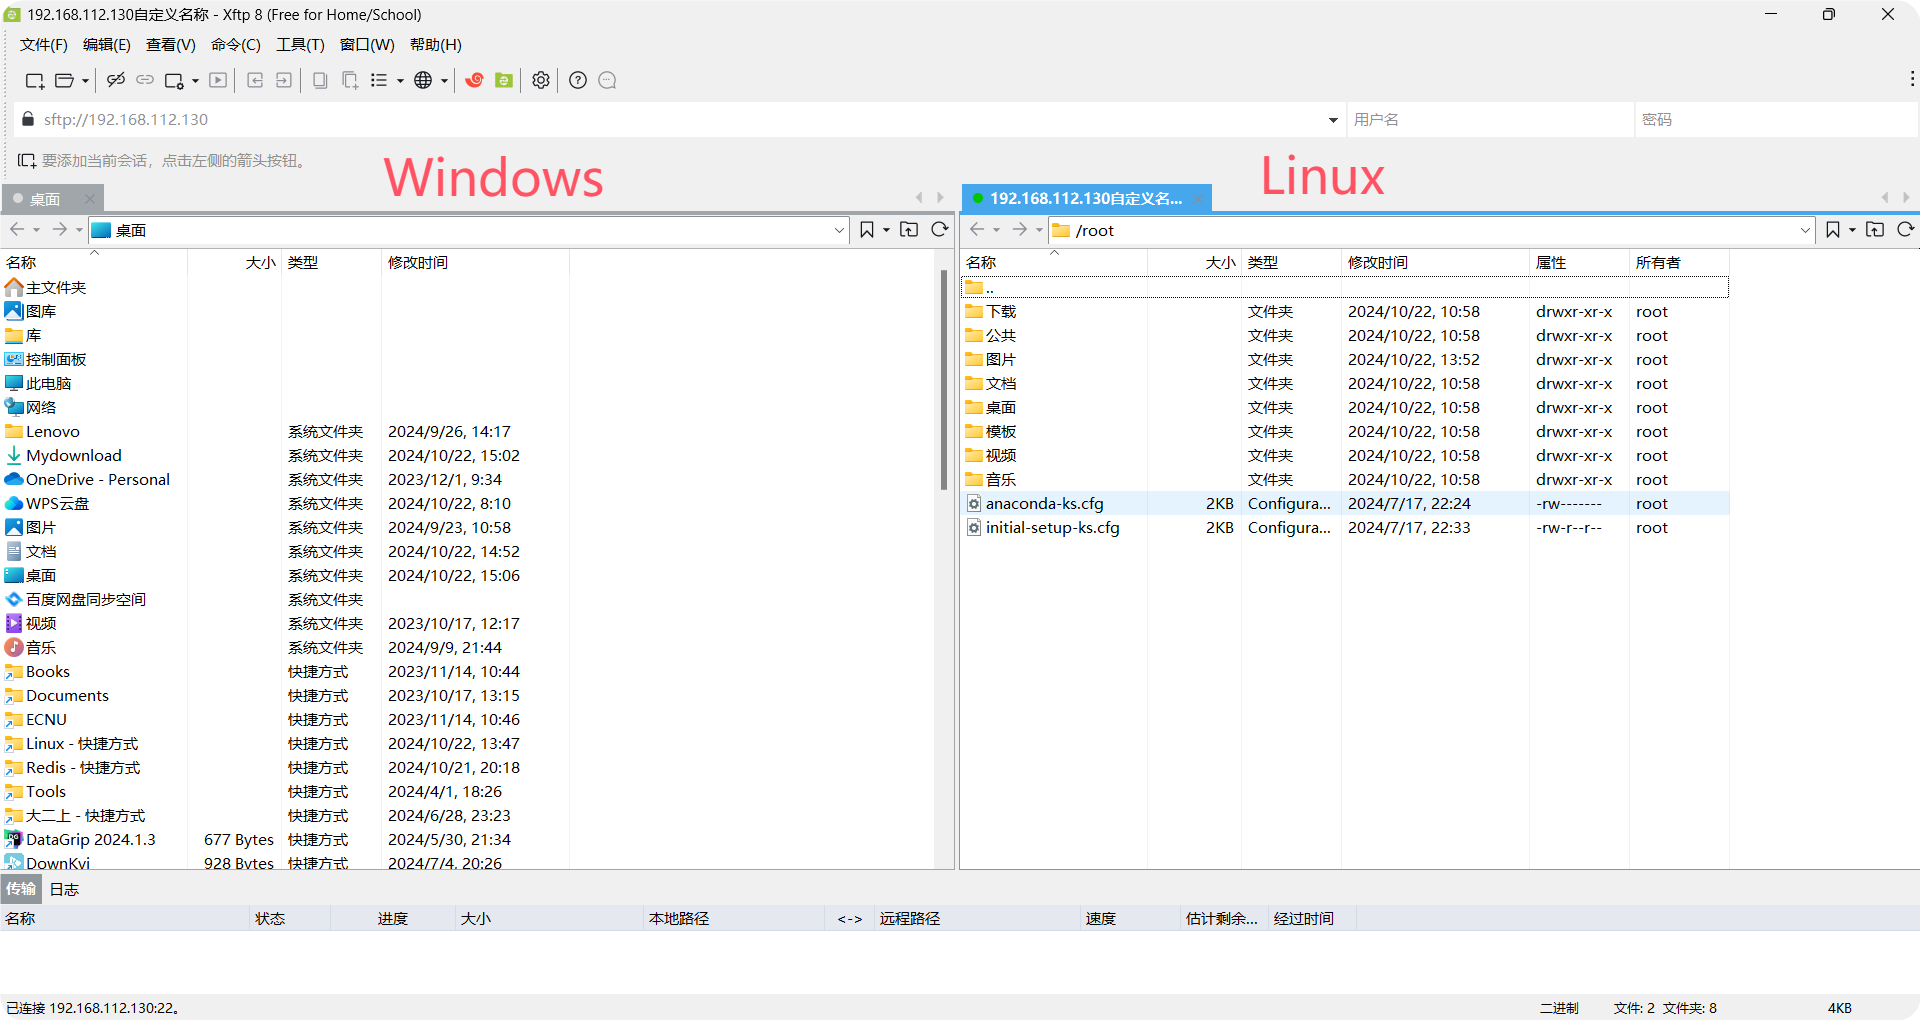 192.168.112.130自定义名称 - Xftp 8 (Free for Home/School)
文件(F) 编辑(E) 查看(V) 命令(C) 工具(T) 窗口(W) 帮助(H)
sftp://192.168.112.130 用户名 密码
要添加当前会话，点击左侧的箭头按钮。
Windows
Linux
桌面
192.168.112.130自定义名...
桌面
/root
名称 大小 类型 修改时间
主文件夹
图库
库
控制面板
此电脑
网络
Lenovo 系统文件夹 2024/9/26, 14:17
Mydownload 系统文件夹 2024/10/22, 15:02
OneDrive - Personal 系统文件夹 2023/12/1, 9:34
WPS云盘 系统文件夹 2024/10/22, 8:10
图片 系统文件夹 2024/9/23, 10:58
文档 系统文件夹 2024/10/22, 14:52
桌面 系统文件夹 2024/10/22, 15:06
百度网盘同步空间 系统文件夹
视频 系统文件夹 2023/10/17, 12:17
音乐 系统文件夹 2024/9/9, 21:44
Books 快捷方式 2023/11/14, 10:44
Documents 快捷方式 2023/10/17, 13:15
ECNU 快捷方式 2023/11/14, 10:46
Linux - 快捷方式 快捷方式 2024/10/22, 13:47
Redis - 快捷方式 快捷方式 2024/10/21, 20:18
Tools 快捷方式 2024/4/1, 18:26
大二上 - 快捷方式 快捷方式 2024/6/28, 23:23
DataGrip 2024.1.3 677 Bytes 快捷方式 2024/5/30, 21:34
DownKyi 928 Bytes 快捷方式 2024/7/4, 20:26
名称 大小 类型 修改时间 属性 所有者
..
下载 文件夹 2024/10/22, 10:58 drwxr-xr-x root
公共 文件夹 2024/10/22, 10:58 drwxr-xr-x root
图片 文件夹 2024/10/22, 13:52 drwxr-xr-x root
文档 文件夹 2024/10/22, 10:58 drwxr-xr-x root
桌面 文件夹 2024/10/22, 10:58 drwxr-xr-x root
模板 文件夹 2024/10/22, 10:58 drwxr-xr-x root
视频 文件夹 2024/10/22, 10:58 drwxr-xr-x root
音乐 文件夹 2024/10/22, 10:58 drwxr-xr-x root
anaconda-ks.cfg 2KB Configura... 2024/7/17, 22:24 -rw------- root
initial-setup-ks.cfg 2KB Configura... 2024/7/17, 22:33 -rw-r--r-- root
传输 日志
名称 状态 进度 大小 本地路径 <-> 远程路径 速度 估计剩余... 经过时间
已连接 192.168.112.130:22。 二进制 文件: 2 文件夹: 8 4KB